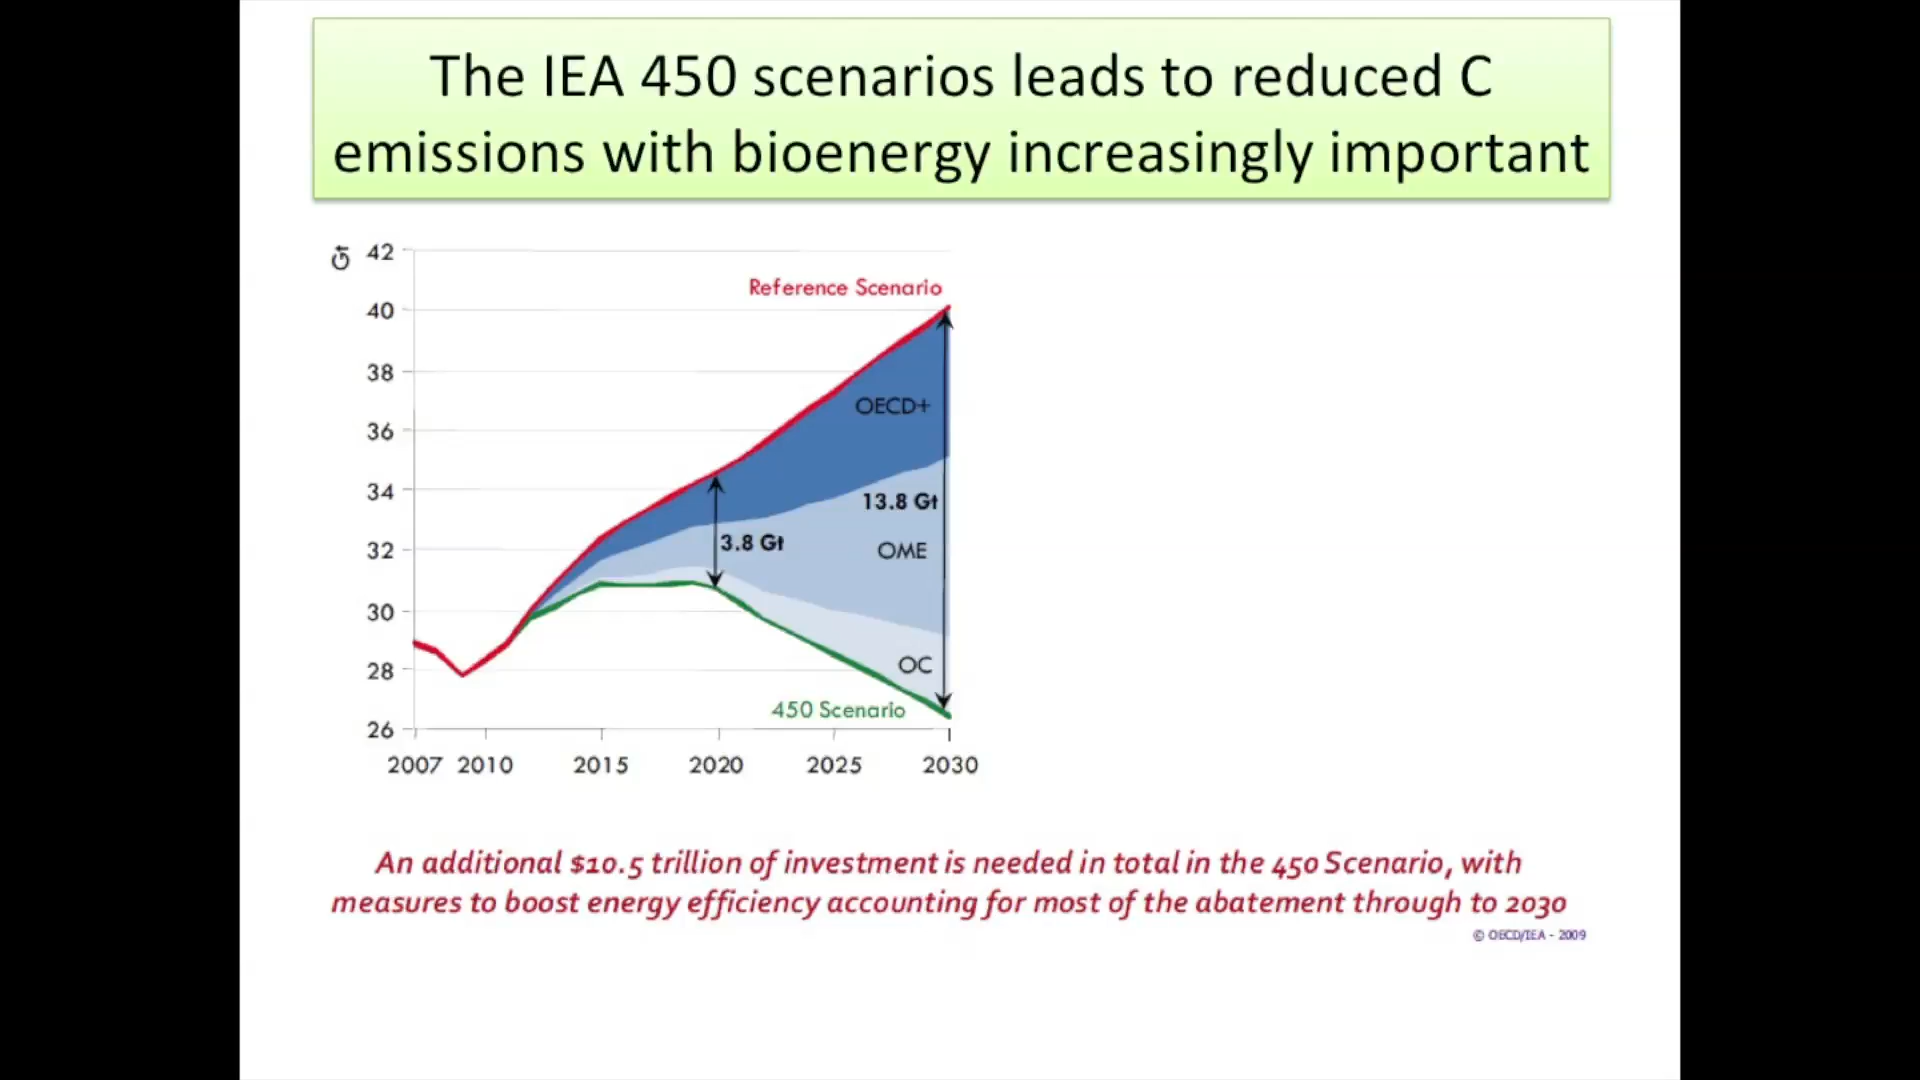 The IEA 450 scenarios leads to reduced C
emissions with bioenergy increasingly important
Gt
42
40
38
36
34
32
30
28
26
Reference Scenario
OECD+
13.8 Gt
3.8 Gt
OME
OC
450 Scenario
2007 2010 2015 2020 2025 2030
An additional $10.5 trillion of investment is needed in total in the 450 Scenario, with
measures to boost energy efficiency accounting for most of the abatement through to 2030
© OECD/IEA - 2009